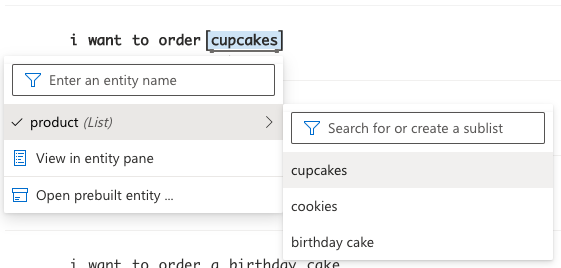 i want to order [cupcakes]
Enter an entity name
product (List)
View in entity pane
Open prebuilt entity ...
Search for or create a sublist
cupcakes
cookies
birthday cake
i want to order a birthday cake